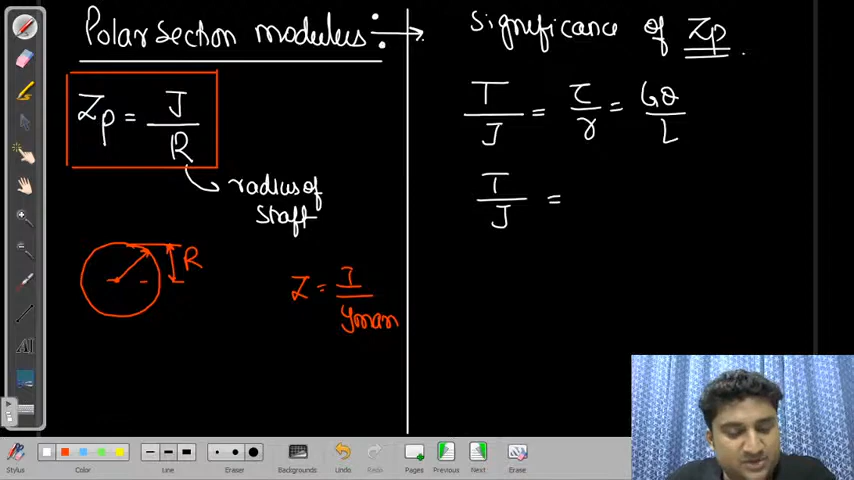 Polar section modulus :
Zp = J / R
radius of
shaft
R
Z = I / ymax
Significance of Zp.
T / J = τ / r = Gθ / L
T / J =
Stylus
Color
Line
Eraser
Backgrounds
Undo
Redo
Pages
Previous
Next
Erase